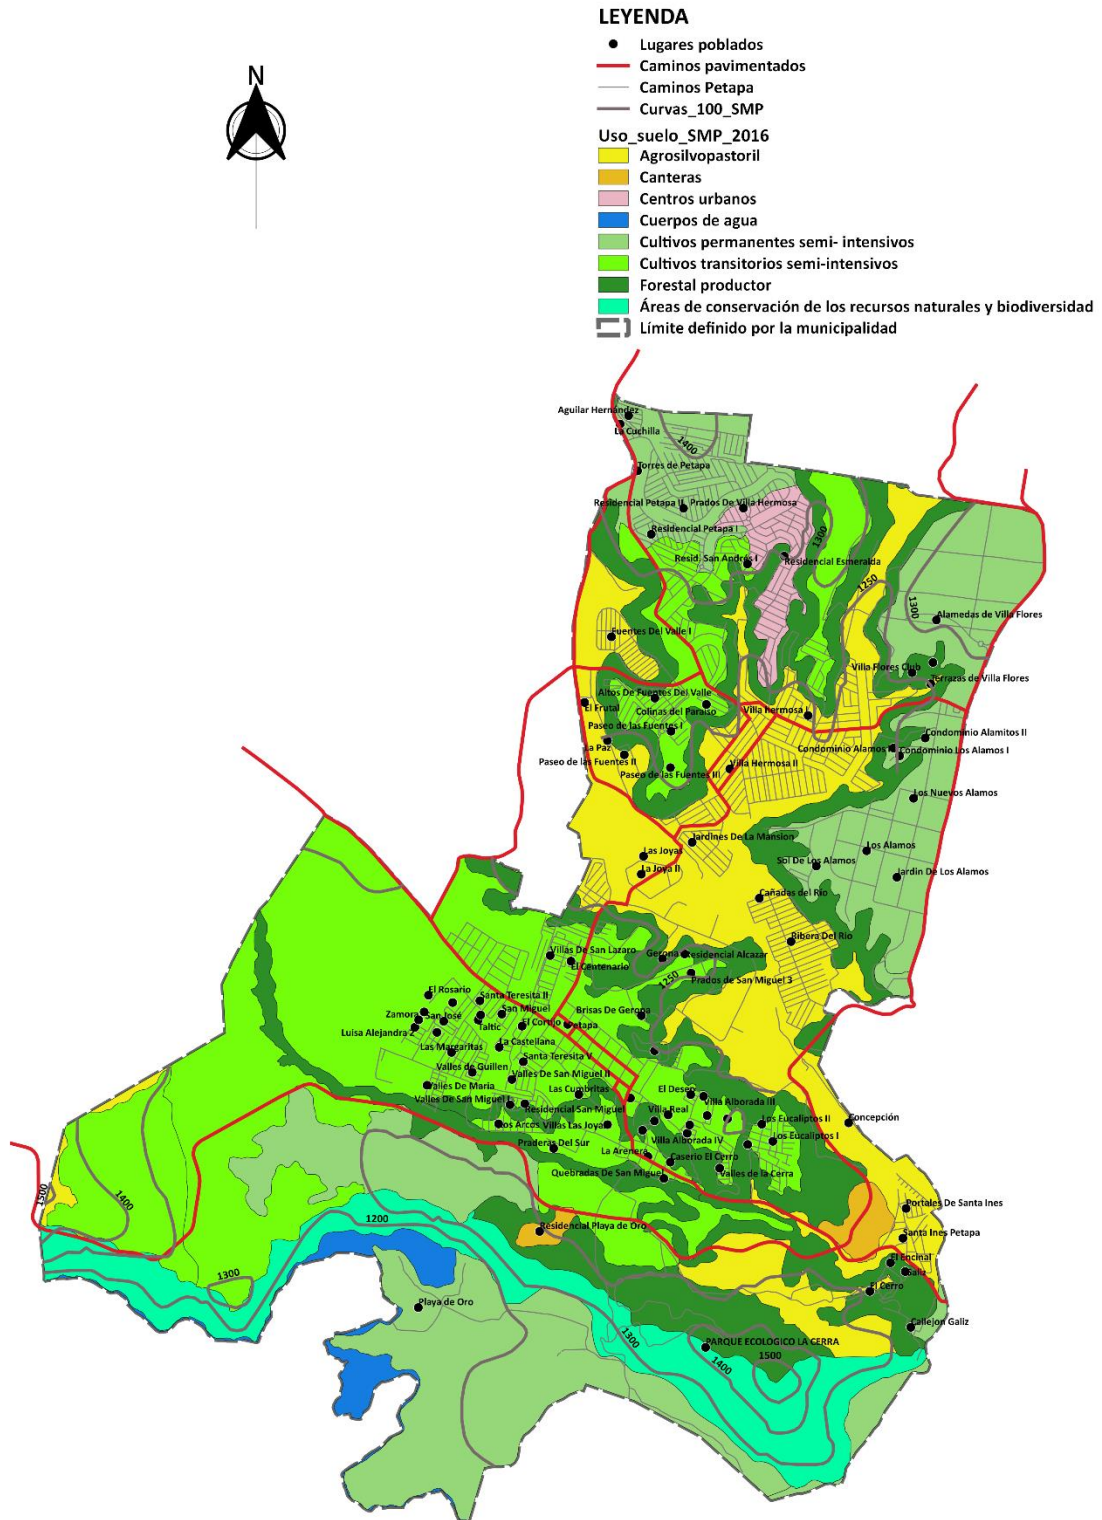 LEYENDA
Lugares poblados
Caminos pavimentados
Caminos Petapa
Curvas_100_SMP
Uso_suelo_SMP_2016
Agrosilvopastoril
Canteras
Centros urbanos
Cuerpos de agua
Cultivos permanentes semi- intensivos
Cultivos transitorios semi-intensivos
Forestal productor
Áreas de conservación de los recursos naturales y biodiversidad
Límite definido por la municipalidad
N
Aguilar Hernández
La Cuchilla
1400
Torres de Petapa
Residencial Petapa II
Prados De Villa Hermosa
Residencial Petapa I
1300
Resid. San Andrés I
Residencial Esmeralda
1250
1300
Alamedas de Villa Flores
Fuentes Del Valle I
Villa Flores Club
Terrazas de Villa Flores
Altos De Fuentes Del Valle
El Frutal
Colinas del Paraiso
Villa Hermosa I
Paseo de las Fuentes I
Condominio Alamitos II
La Paz
Condominio Alamos II
Condominio Los Alamos I
Paseo de las Fuentes II
Villa Hermosa II
Paseo de las Fuentes III
Los Nuevos Alamos
Jardines De La Mansion
Las Joyas
Los Alamos
Sol De Los Alamos
La Joya II
Jardin De Los Alamos
Cañadas del Río
Ribera Del Río
Villas De San Lazaro
Gerona
Residencial Alcazar
El Centenario
1250
Prados de San Miguel 3
El Rosario
Santa Teresita II
Zamora
San José
San Miguel
Brisas De Gerona
Taltic
El Cortijo
Petapa
Luisa Alejandra 2
Las Margaritas
La Castellana
Santa Teresita V
Valles de Guillen
Valles De San Miguel II
Valles De Maria
Las Cumbritas
El Deseo
Valles De San Miguel I
Residencial San Miguel
Villa Alborada III
Villa Real
Los Eucaliptos II
Concepción
Los Arcos
Villas Las Joyas
Villa Alborada IV
Los Eucaliptos I
Praderas Del Sur
La Arenera
Caserio El Cerro
Quebradas De San Miguel
Valles de la Cerra
1500
1400
Portales De Santa Ines
1200
Residencial Playa de Oro
Santa Ines Petapa
El Encinal
1300
Galiz
El Cerro
Playa de Oro
Callejon Galiz
1300
PARQUE ECOLOGICO LA CERRA
1400
1500